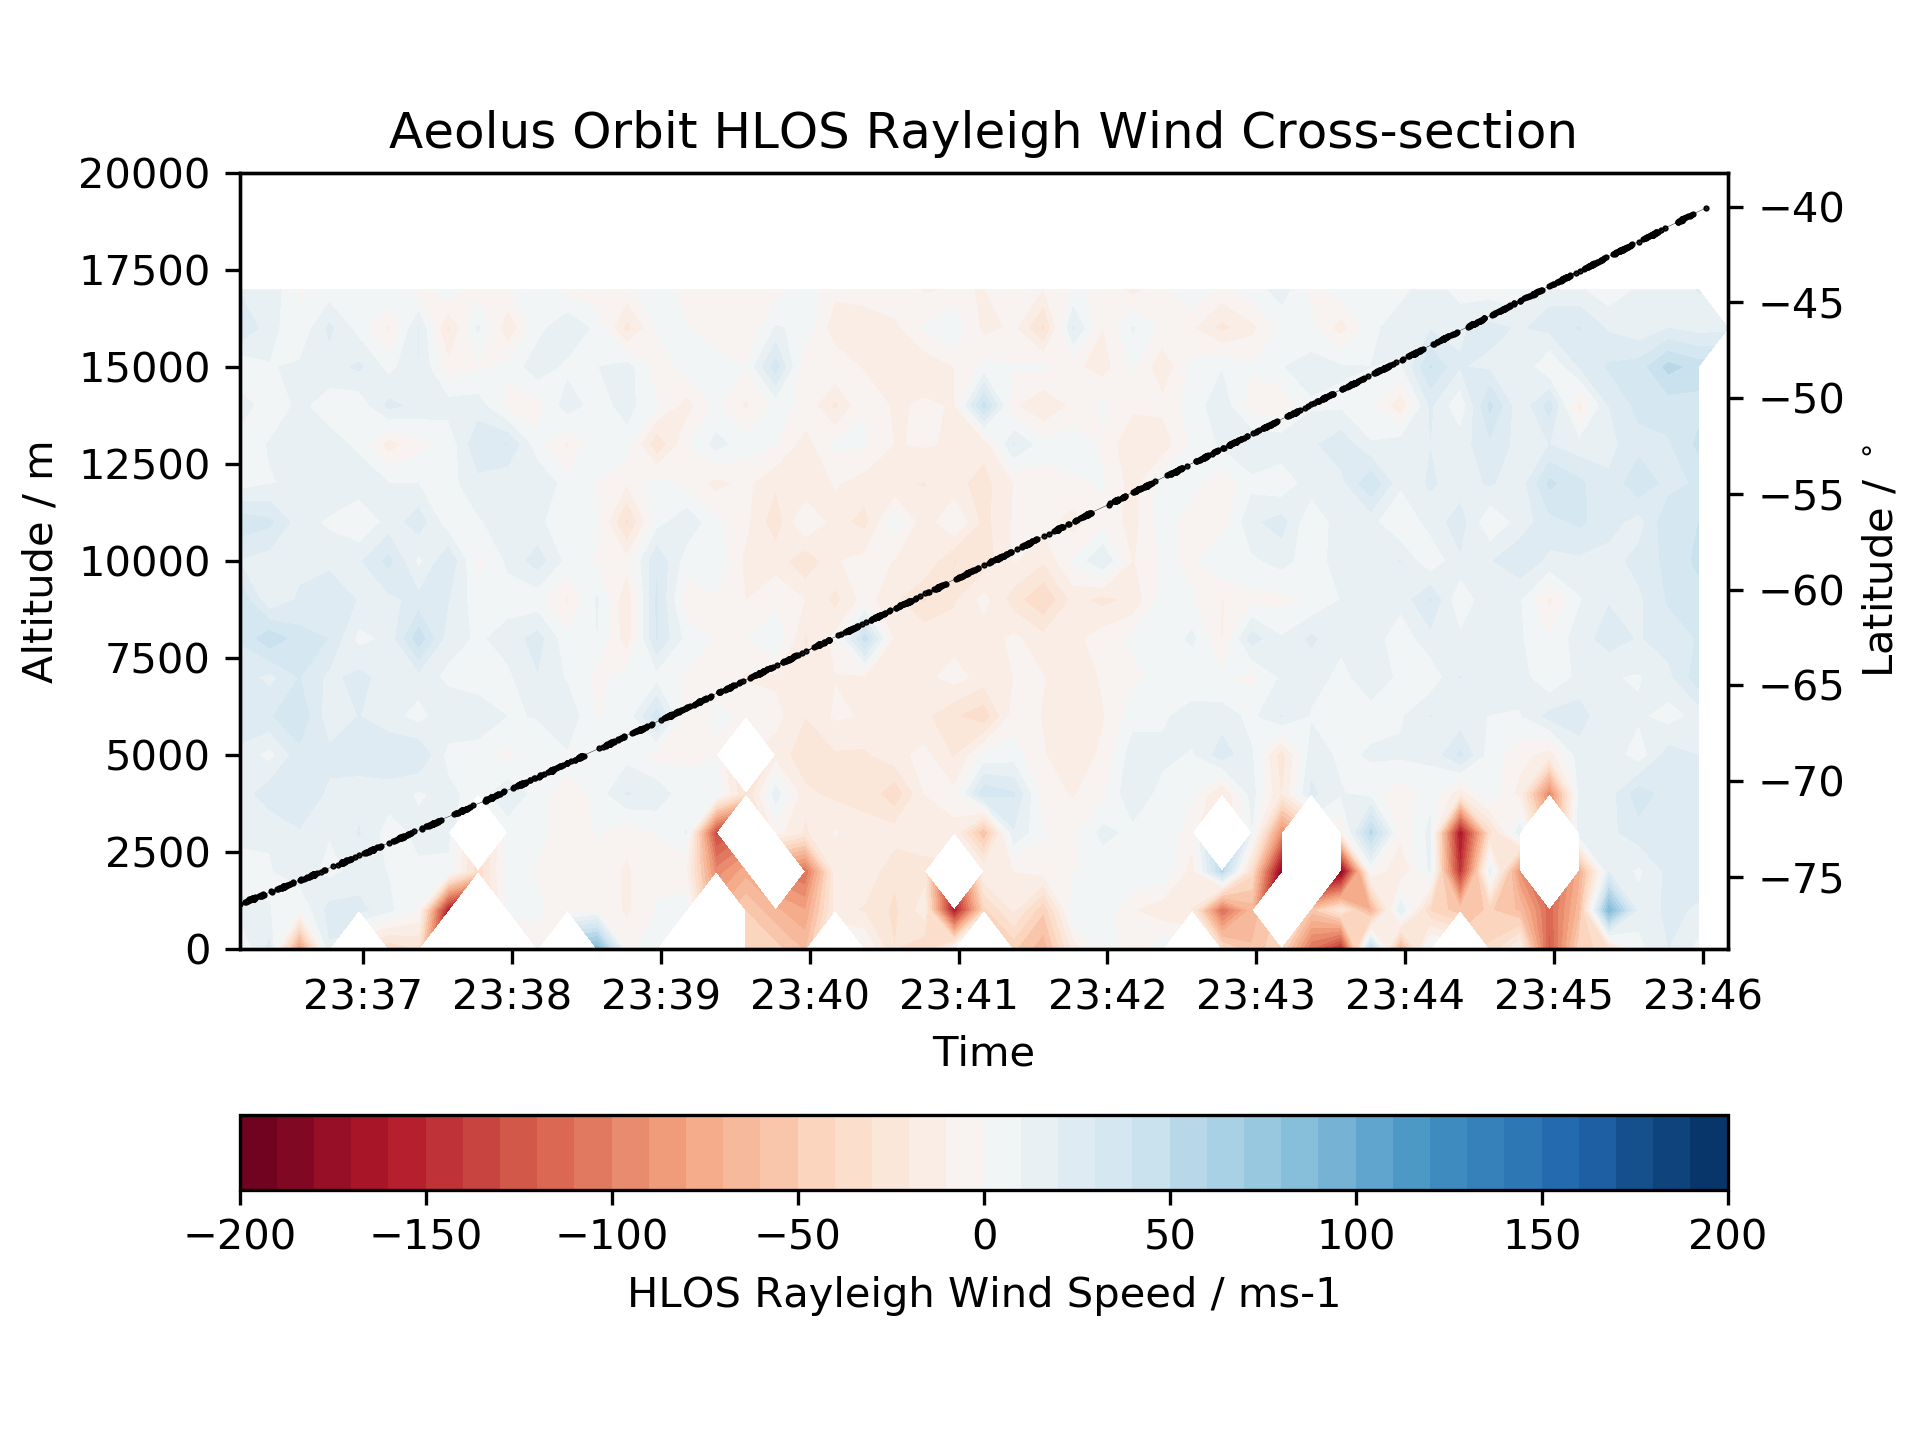 Aeolus Orbit HLOS Rayleigh Wind Cross-section
20000
17500
15000
12500
10000
7500
5000
2500
0
Altitude / m
−40
−45
−50
−55
−60
−65
−70
−75
Latitude / °
23:37 23:38 23:39 23:40 23:41 23:42 23:43 23:44 23:45 23:46
Time
−200 −150 −100 −50 0 50 100 150 200
HLOS Rayleigh Wind Speed / ms-1